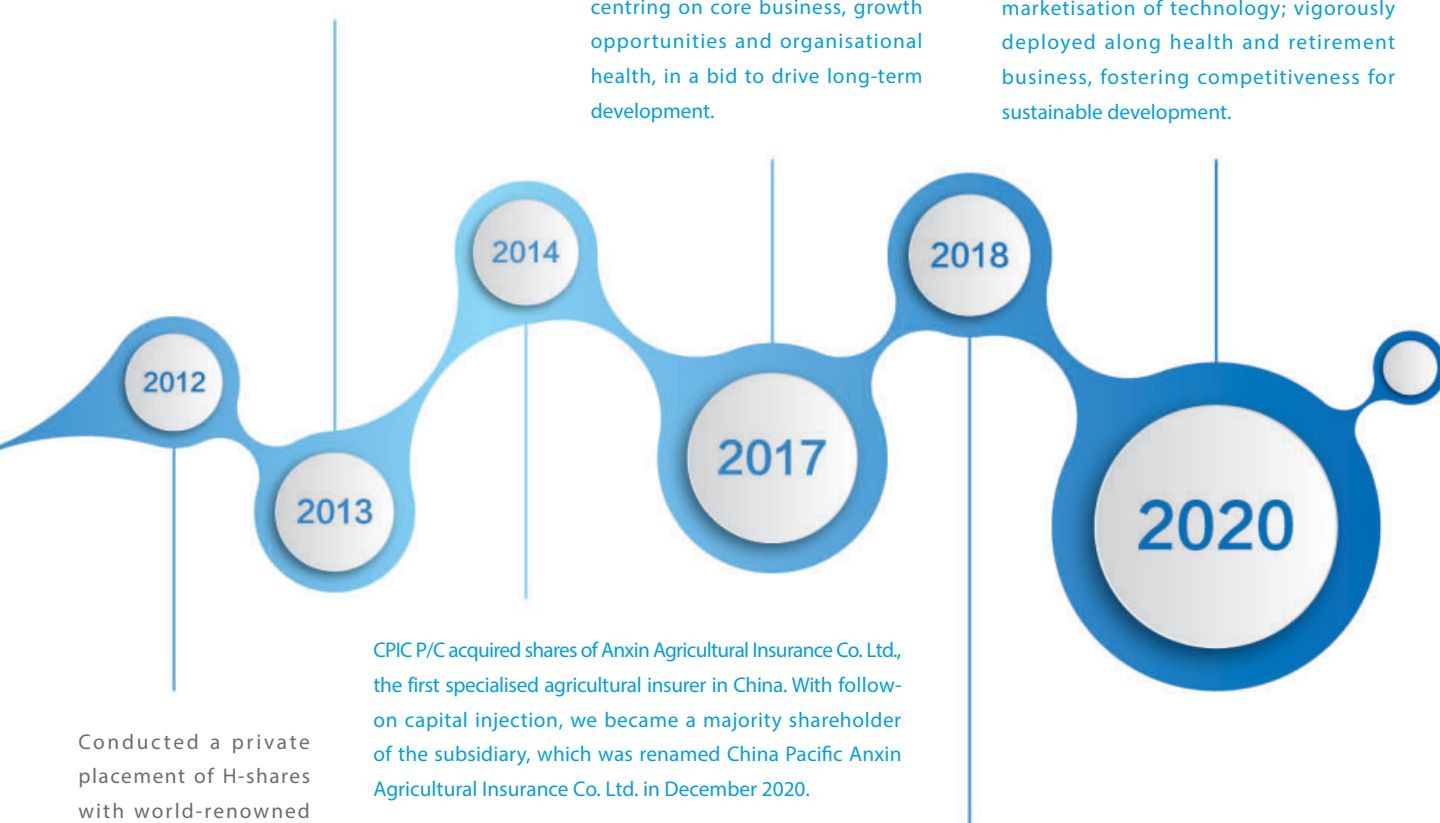 centring on core business, growth
opportunities and organisational
health, in a bid to drive long-term
development.
marketisation of technology; vigorously
deployed along health and retirement
business, fostering competitiveness for
sustainable development.
2012
2013
2014
2017
2018
2020
CPIC P/C acquired shares of Anxin Agricultural Insurance Co. Ltd.,
the first specialised agricultural insurer in China. With follow-
on capital injection, we became a majority shareholder
of the subsidiary, which was renamed China Pacific Anxin
Agricultural Insurance Co. Ltd. in December 2020.
Conducted a private
placement of H-shares
with world-renowned